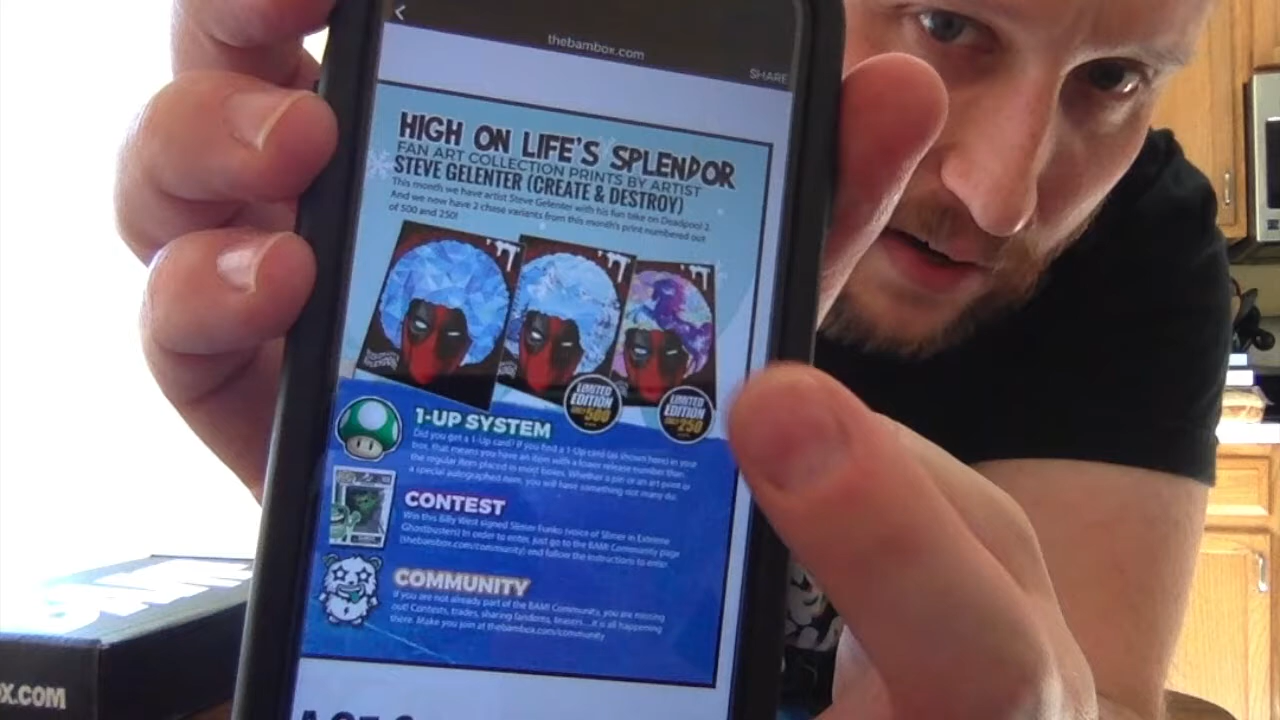 thebambox.com
SHARE
HIGH ON LIFE'S SPLENDOR
FAN ART COLLECTION PRINTS BY ARTIST
STEVE GELENTER (CREATE & DESTROY)
This month we have artist Steve Gelenter with his fun take on Deadpool 2.
And we now have 2 chase variants from this month's print numbered out
of 500 and 250!
LIMITED
EDITION
ONLY 500
LIMITED
EDITION
ONLY 250
1-UP SYSTEM
Did you get a 1-Up card? If you find a 1-Up card (as shown here) in your
box, that means you have an item with a lower release number than
the regular item placed in most boxes. Whether a pin or an art print or
a special autographed item, you will have something not many do.
CONTEST
Win this Billy West signed Slimer Funko (voice of Slimer in Extreme
Ghostbusters) In order to enter, just go to the BAM! Community page
(thebambox.com/community) and follow the instructions to enter.
COMMUNITY
If you are not already part of the BAM! Community, you are missing
out! Contests, trades, sharing fandoms, teasers...it is all happening
there. Make you join at thebambox.com/community
X.COM